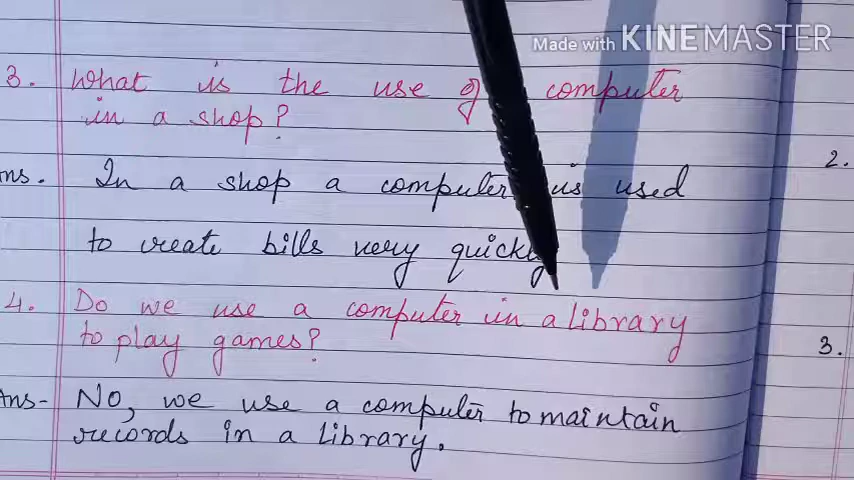 Made with KINEMASTER
3. What is the use of computer
in a shop?
Ans. In a shop a computer is used
to create bills very quickly
4. Do we use a computer in a library
to play games?
Ans- No, we use a computer to maintain
records in a library.
2.
3.